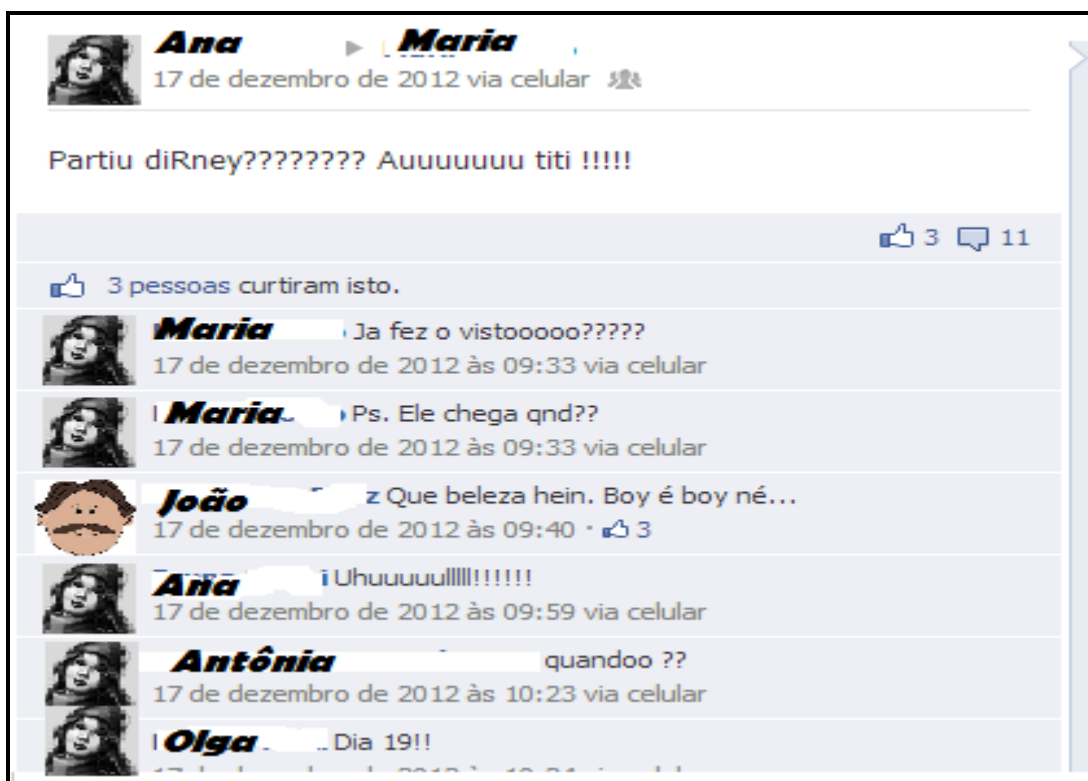 Ana Maria
17 de dezembro de 2012 via celular
Partiu diRney???????? Auuuuuuu titi !!!!!
3 11
3 pessoas curtiram isto.
Maria Ja fez o vistooooo?????
17 de dezembro de 2012 às 09:33 via celular
Maria Ps. Ele chega qnd??
17 de dezembro de 2012 às 09:33 via celular
João z Que beleza hein. Boy é boy né...
17 de dezembro de 2012 às 09:40 · 3
Ana i Uhuuuuulllll!!!!!!
17 de dezembro de 2012 às 09:59 via celular
Antônia quandoo ??
17 de dezembro de 2012 às 10:23 via celular
Olga Dia 19!!